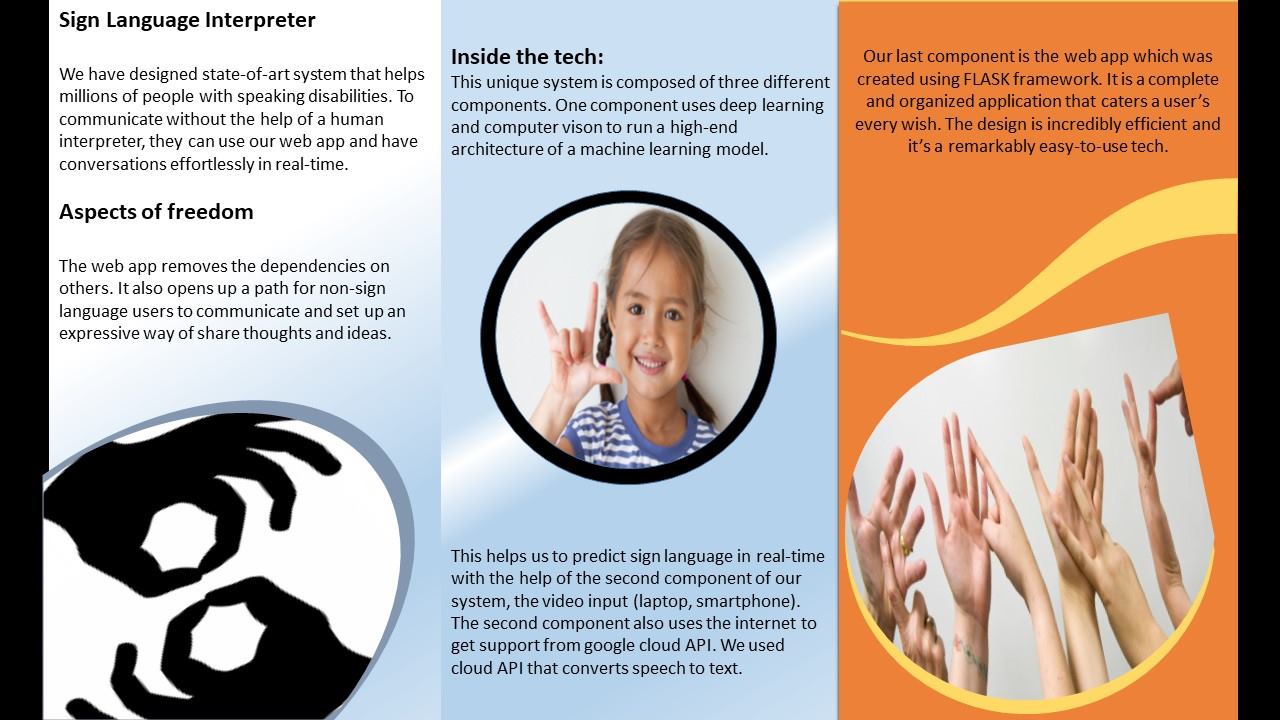 Sign Language Interpreter
We have designed state-of-art system that helps
millions of people with speaking disabilities. To
communicate without the help of a human
interpreter, they can use our web app and have
conversations effortlessly in real-time.
Aspects of freedom
The web app removes the dependencies on
others. It also opens up a path for non-sign
language users to communicate and set up an
expressive way of share thoughts and ideas.
Inside the tech:
This unique system is composed of three different
components. One component uses deep learning
and computer vison to run a high-end
architecture of a machine learning model.
This helps us to predict sign language in real-time
with the help of the second component of our
system, the video input (laptop, smartphone).
The second component also uses the internet to
get support from google cloud API. We used
cloud API that converts speech to text.
Our last component is the web app which was
created using FLASK framework. It is a complete
and organized application that caters a user’s
every wish. The design is incredibly efficient and
it’s a remarkably easy-to-use tech.